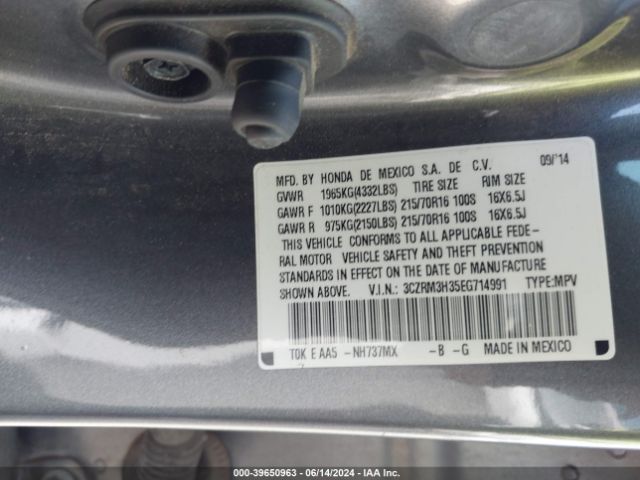 MFD. BY HONDA DE MEXICO S.A. DE C.V. 09/'14
GVWR 1965KG(4332LBS) TIRE SIZE RIM SIZE
GAWR F 1010KG(2227LBS) 215/70R16 100S 16X6.5J
GAWR R 975KG(2150LBS) 215/70R16 100S 16X6.5J
THIS VEHICLE CONFORMS TO ALL APPLICABLE FEDE-
RAL MOTOR VEHICLE SAFETY AND THEFT PREVENTION
STANDARDS IN EFFECT ON THE DATE OF MANUFACTURE
SHOWN ABOVE. V.I.N.: 3CZRM3H35EG714991 TYPE:MPV
T0K E AA5 -NH737MX -B -G MADE IN MEXICO
000-39650963 - 06/14/2024 - IAA Inc.